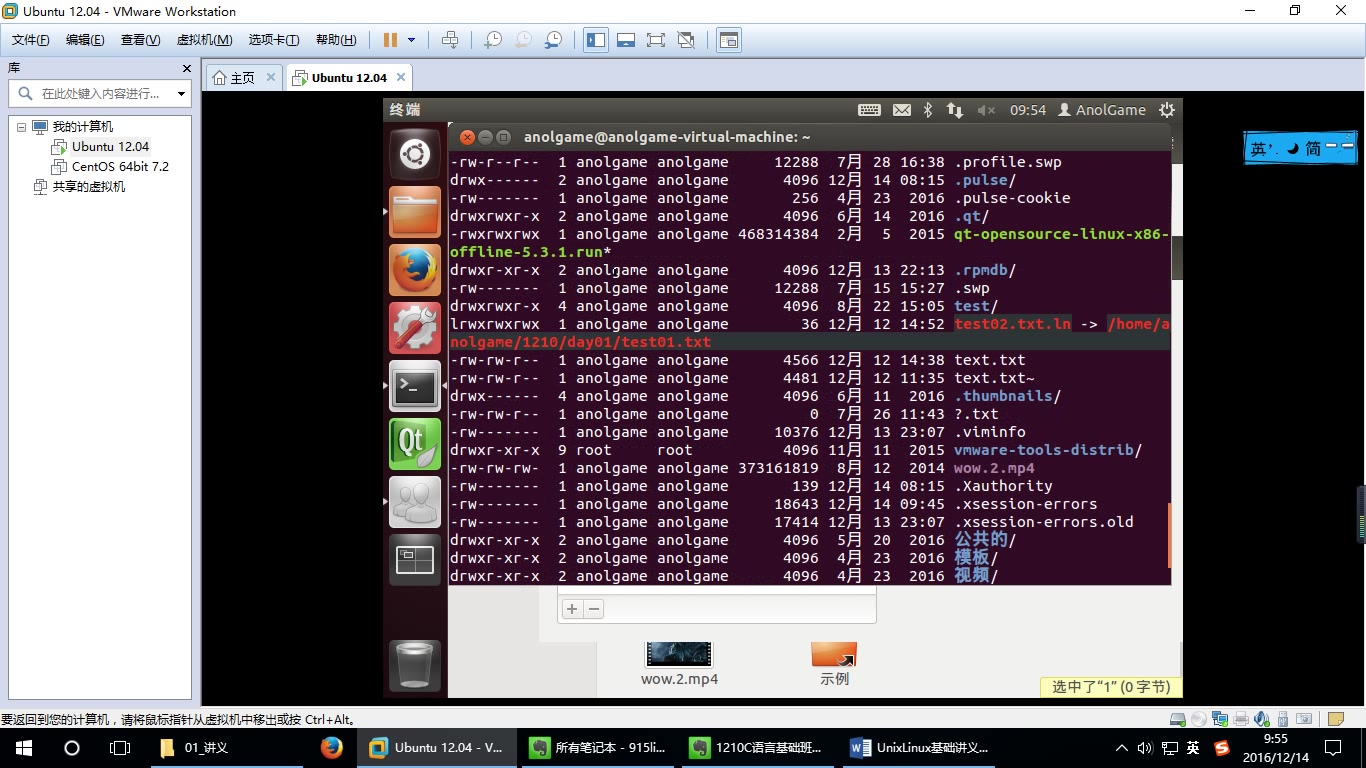 Ubuntu 12.04 - VMware Workstation
文件(F) 编辑(E) 查看(V) 虚拟机(M) 选项卡(T) 帮助(H)
库
在此处键入内容进行...
我的计算机
Ubuntu 12.04
CentOS 64bit 7.2
共享的虚拟机
主页
Ubuntu 12.04
终端
09:54 AnolGame
anolgame@anolgame-virtual-machine: ~
-rw-r--r-- 1 anolgame anolgame 12288 7月 28 16:38 .profile.swp
drwx------ 2 anolgame anolgame 4096 12月 14 08:15 .pulse/
-rw------- 1 anolgame anolgame 256 4月 23 2016 .pulse-cookie
drwxrwxr-x 2 anolgame anolgame 4096 6月 14 2016 .qt/
-rwxrwxrwx 1 anolgame anolgame 468314384 2月 5 2015 qt-opensource-linux-x86-
offline-5.3.1.run*
drwxr-xr-x 2 anolgame anolgame 4096 12月 13 22:13 .rpmdb/
-rw------- 1 anolgame anolgame 12288 7月 15 15:27 .swp
drwxrwxr-x 4 anolgame anolgame 4096 8月 22 15:05 test/
lrwxrwxrwx 1 anolgame anolgame 36 12月 12 14:52 test02.txt.ln -> /home/a
nolgame/1210/day01/test01.txt
-rw-rw-r-- 1 anolgame anolgame 4566 12月 12 14:38 text.txt
-rw-rw-r-- 1 anolgame anolgame 4481 12月 12 11:35 text.txt~
drwx------ 4 anolgame anolgame 4096 6月 11 2016 .thumbnails/
-rw-rw-r-- 1 anolgame anolgame 0 7月 26 11:43 ?.txt
-rw------- 1 anolgame anolgame 10376 12月 13 23:07 .viminfo
drwxr-xr-x 9 root root 4096 11月 11 2015 vmware-tools-distrib/
-rw-rw-rw- 1 anolgame anolgame 373161819 8月 12 2014 wow.2.mp4
-rw------- 1 anolgame anolgame 139 12月 14 08:15 .Xauthority
-rw------- 1 anolgame anolgame 18643 12月 14 09:45 .xsession-errors
-rw------- 1 anolgame anolgame 17414 12月 13 23:07 .xsession-errors.old
drwxr-xr-x 2 anolgame anolgame 4096 5月 20 2016 公共的/
drwxr-xr-x 2 anolgame anolgame 4096 4月 23 2016 模板/
drwxr-xr-x 2 anolgame anolgame 4096 4月 23 2016 视频/
英 简
Qt
wow.2.mp4
示例
选中了“1” (0 字节)
要返回到您的计算机，请将鼠标指针从虚拟机中移出或按 Ctrl+Alt。
01_讲义
Ubuntu 12.04 - V...
所有笔记本 - 915li...
1210C语言基础班...
UnixLinux基础讲义...
英
9:55
2016/12/14